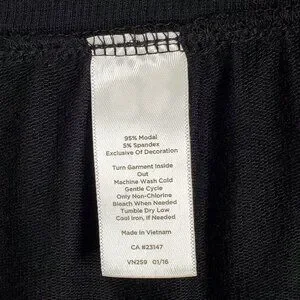 95% Modal
5% Spandex
Exclusive Of Decoration
Turn Garment Inside
Out
Machine Wash Cold
Gentle Cycle
Only Non-Chlorine
Bleach When Needed
Tumble Dry Low
Cool Iron, If Needed
Made in Vietnam
CA #23147
VN259 01/16